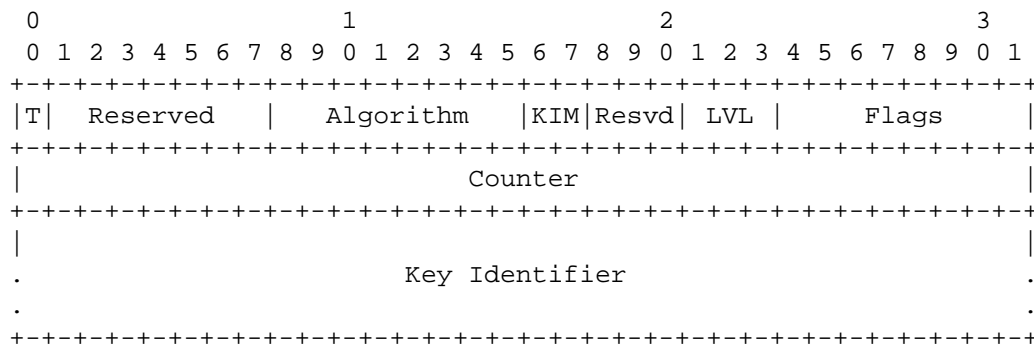 0                   1                   2                   3
 0 1 2 3 4 5 6 7 8 9 0 1 2 3 4 5 6 7 8 9 0 1 2 3 4 5 6 7 8 9 0 1
+-+-+-+-+-+-+-+-+-+-+-+-+-+-+-+-+-+-+-+-+-+-+-+-+-+-+-+-+-+-+-+-+
|T|  Reserved   |   Algorithm   |KIM|Resvd| LVL |     Flags     |
+-+-+-+-+-+-+-+-+-+-+-+-+-+-+-+-+-+-+-+-+-+-+-+-+-+-+-+-+-+-+-+-+
|                            Counter                            |
+-+-+-+-+-+-+-+-+-+-+-+-+-+-+-+-+-+-+-+-+-+-+-+-+-+-+-+-+-+-+-+-+
|                                                               |
.                        Key Identifier                         .
.                                                               .
+-+-+-+-+-+-+-+-+-+-+-+-+-+-+-+-+-+-+-+-+-+-+-+-+-+-+-+-+-+-+-+-+